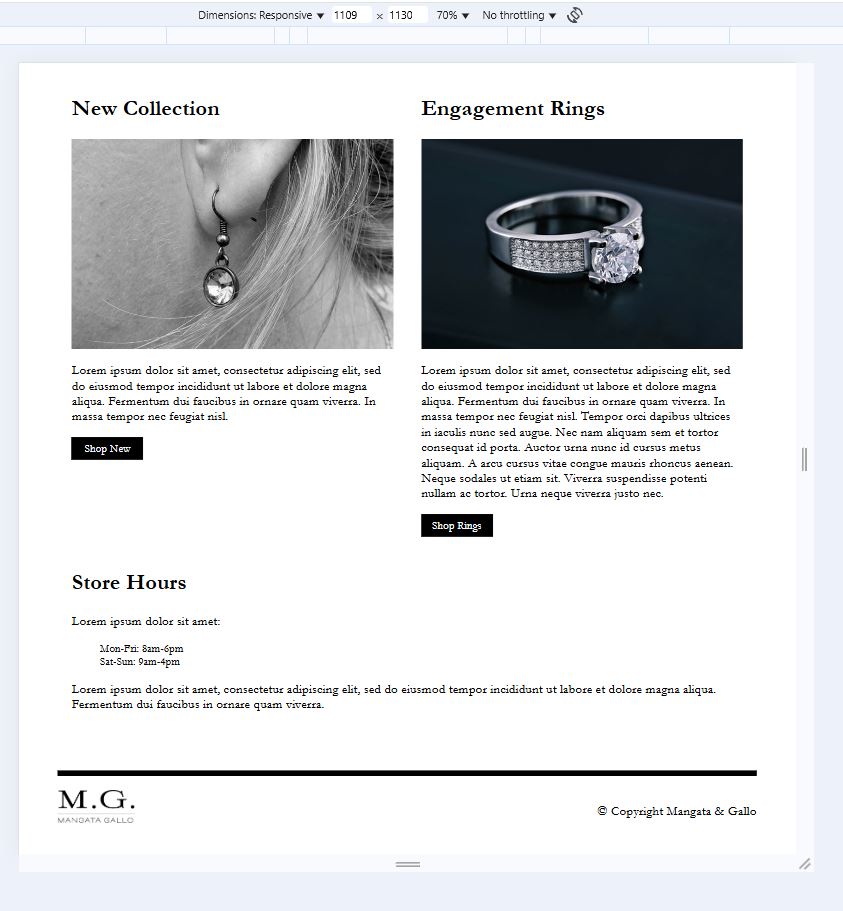 Dimensions: Responsive ▼ 1109 x 1130 70% ▼ No throttling ▼
New Collection
Lorem ipsum dolor sit amet, consectetur adipiscing elit, sed
do eiusmod tempor incididunt ut labore et dolore magna
aliqua. Fermentum dui faucibus in ornare quam viverra. In
massa tempor nec feugiat nisl.
Shop New
Engagement Rings
Lorem ipsum dolor sit amet, consectetur adipiscing elit, sed
do eiusmod tempor incididunt ut labore et dolore magna
aliqua. Fermentum dui faucibus in ornare quam viverra. In
massa tempor nec feugiat nisl. Tempor orci dapibus ultrices
in iaculis nunc sed augue. Nec nam aliquam sem et tortor
consequat id porta. Auctor urna nunc id cursus metus
aliquam. A arcu cursus vitae congue mauris rhoncus aenean.
Neque sodales ut etiam sit. Viverra suspendisse potenti
nullam ac tortor. Urna neque viverra justo nec.
Shop Rings
Store Hours
Lorem ipsum dolor sit amet:
Mon-Fri: 8am-6pm
Sat-Sun: 9am-4pm
Lorem ipsum dolor sit amet, consectetur adipiscing elit, sed do eiusmod tempor incididunt ut labore et dolore magna aliqua.
Fermentum dui faucibus in ornare quam viverra.
M.G.
MANGATA GALLO
© Copyright Mangata & Gallo